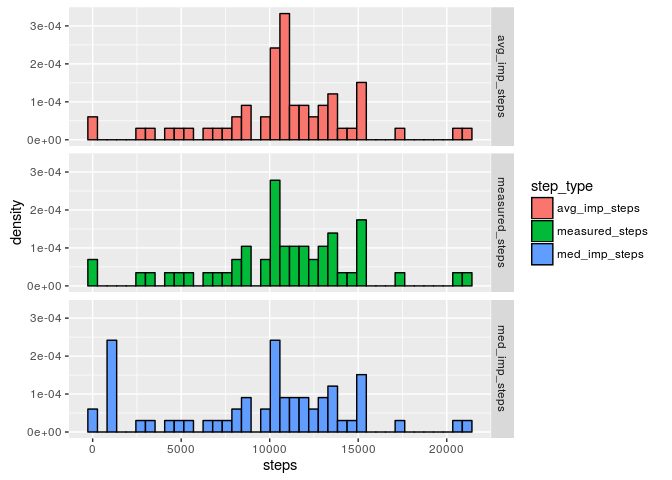 3e-04
2e-04
1e-04
0e+00
avg_imp_steps
3e-04
2e-04
1e-04
0e+00
measured_steps
3e-04
2e-04
1e-04
0e+00
med_imp_steps
density
0 5000 10000 15000 20000
steps
step_type
avg_imp_steps
measured_steps
med_imp_steps